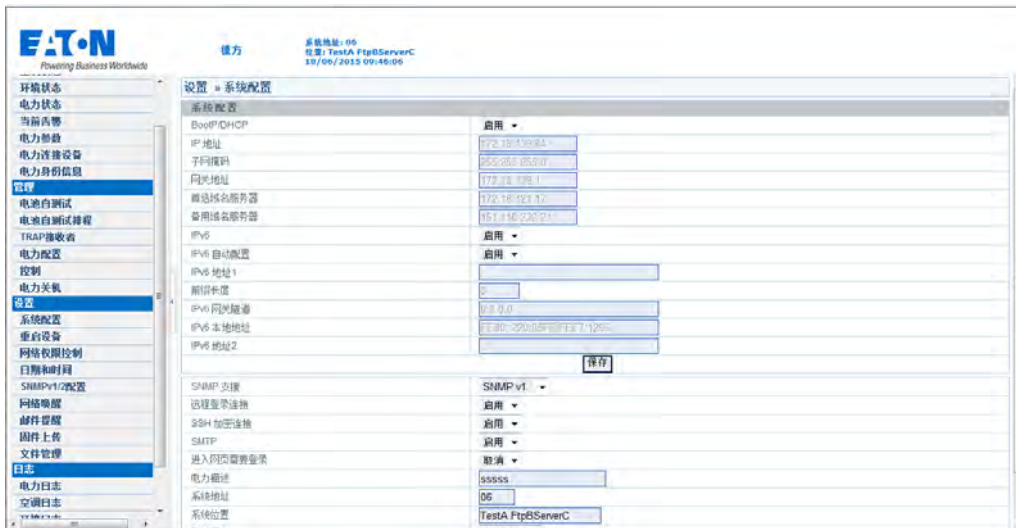 EATON
Powering Business Worldwide
系统地址: 06
位置: TestA FtpBServerC
10/06/2015 09:46:06
环境状态
电力状态
当前告警
电力参数
电力连接设备
电力身份信息
管理
电池自测试
电池自测试排程
TRAP接收者
电力配置
控制
电力关机
设置
系统配置
重启设备
网络权限控制
日期和时间
SNMPv1/2配置
网络唤醒
邮件提醒
固件上传
文件管理
日志
电力日志
空调日志
设置 » 系统配置
系统配置
BootP/DHCP 启用
IP 地址
子网掩码 255.255.255.0
网关地址
首选域名服务器
备用域名服务器
IPv6 启用
IPv6 自动配置 启用
IPv6 地址1
前缀长度 0
IPv6 网关隧道 0.0.0.0
IPv6 本地地址
IPv6 地址2
保存
SNMP 支援 SNMP v1
远程登录连接 启用
SSH 加密连接 启用
SMTP 启用
进入网页需要登录 取消
电力概述 sssss
系统地址 06
系统位置 TestA FtpBServerC